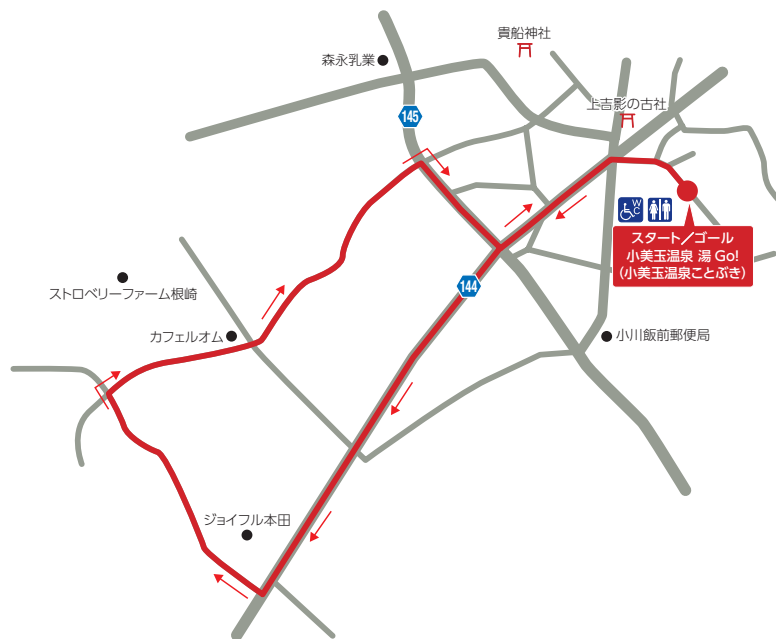 貴船神社
森永乳業
上吉影の古社
145
WC
スタート／ゴール
小美玉温泉 湯 Go!
(小美玉温泉ことぶき)
ストロベリーファーム根崎
144
カフェルオム
小川飯前郵便局
ジョイフル本田